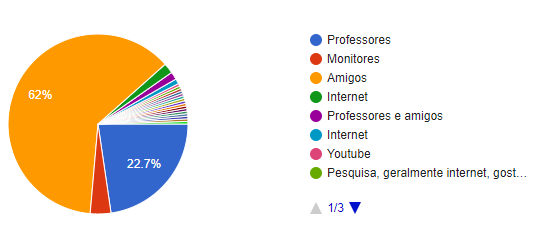 62%
22.7%
Professores
Monitores
Amigos
Internet
Professores e amigos
Internet
Youtube
Pesquisa, geralmente internet, gost...
1/3